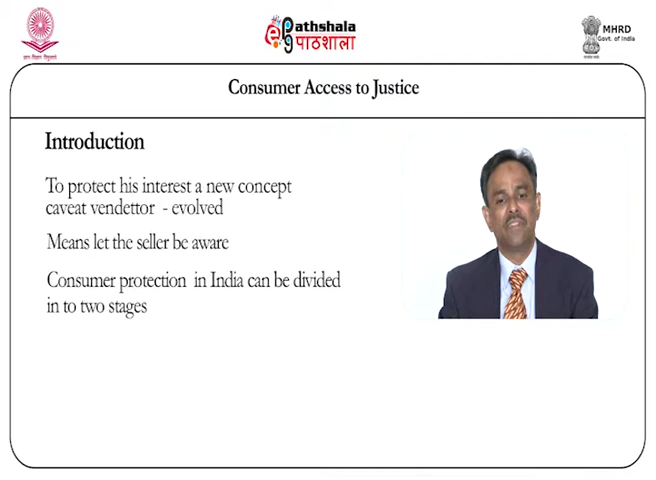 Pathshala
पाठशाला
MHRD
Govt. of India
Consumer Access to Justice
Introduction
To protect his interest a new concept
caveat vendettor - evolved
Means let the seller be aware
Consumer protection in India can be divided
in to two stages